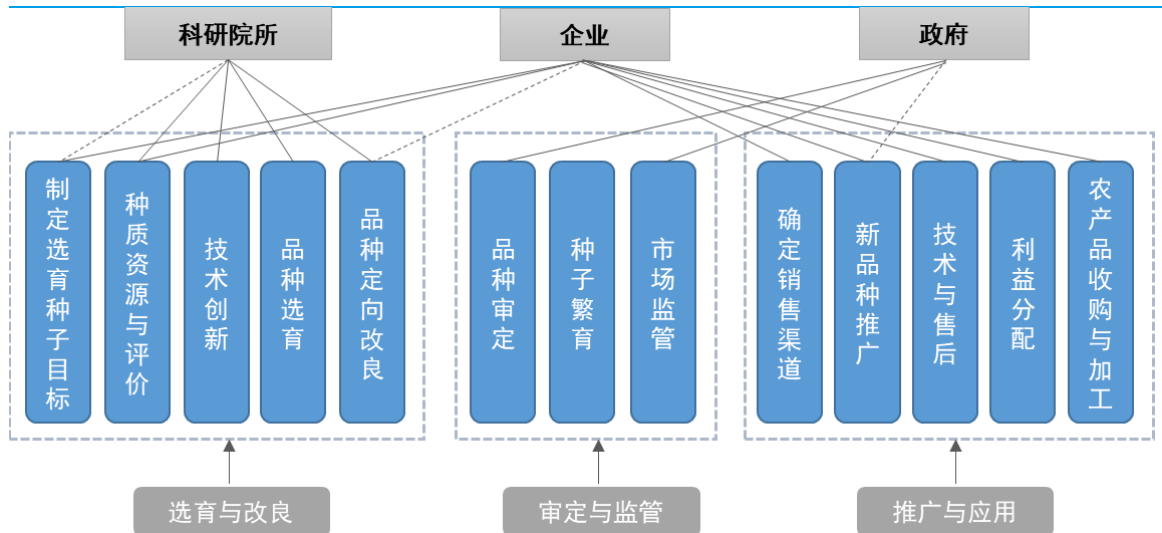 科研院所
企业
政府
制定选育种子目标
种质资源与评价
技术创新
品种选育
品种定向改良
品种审定
种子繁育
市场监管
确定销售渠道
新品种推广
技术与售后
利益分配
农产品收购与加工
选育与改良
审定与监管
推广与应用